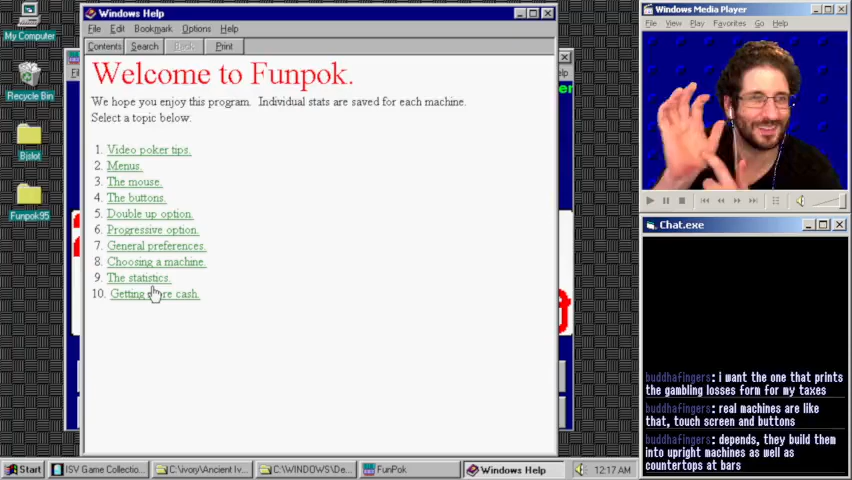 My Computer
Recycle Bin
Bjslot
Funpok95
Windows Help
File Edit Bookmark Options Help
Contents Search Back Print
Welcome to Funpok.
We hope you enjoy this program. Individual stats are saved for each machine.
Select a topic below.
1. Video poker tips.
2. Menus.
3. The mouse.
4. The buttons.
5. Double up option.
6. Progressive option.
7. General preferences.
8. Choosing a machine.
9. The statistics.
10. Getting more cash.
Windows Media Player
File View Play Favorites Go Help
Chat.exe
buddhafingers: i want the one that prints
the gambling losses form for my taxes
buddhafingers: real machines are like
that, touch screen and buttons
buddhafingers: depends, they build them
into upright machines as well as
countertops at bars
Start
ISV Game Collectio...
C:\ivory\Ancient Iv...
C:\WINDOWS\De...
FunPok
Windows Help
12:17 AM